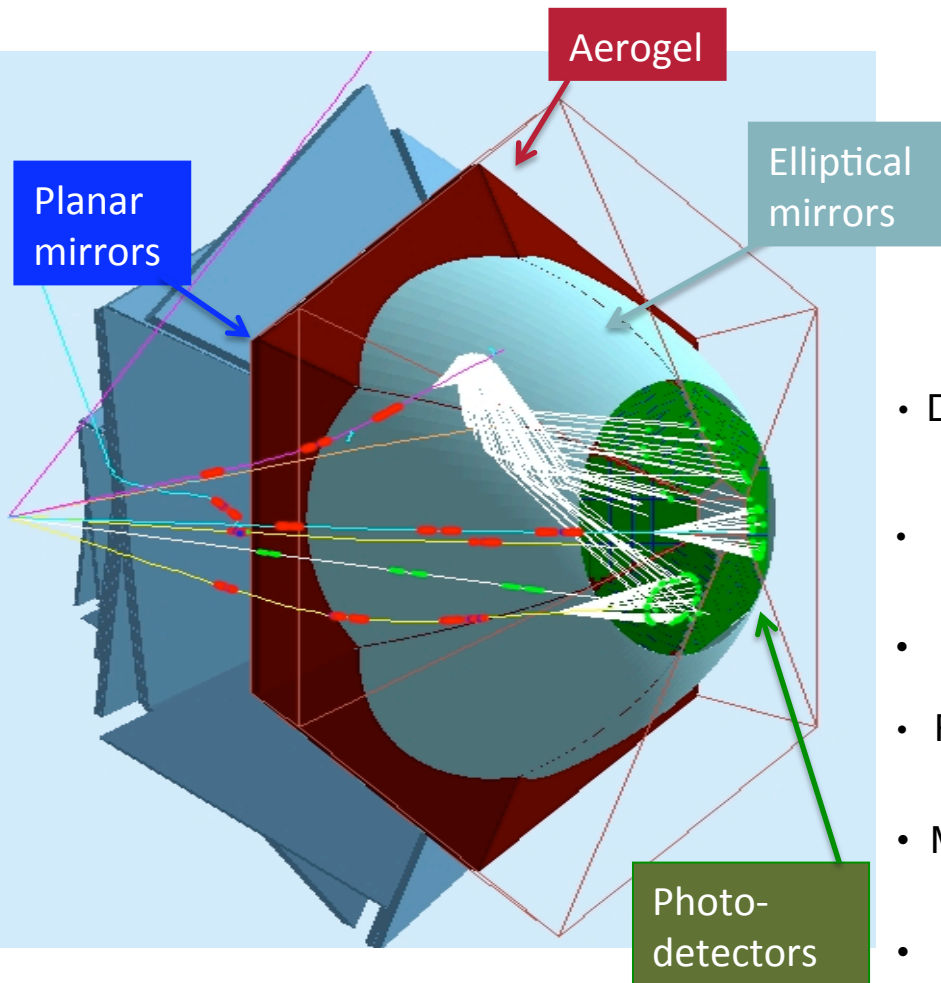 Aerogel
Elliptical
mirrors
Planar
mirrors
Photo-
detectors